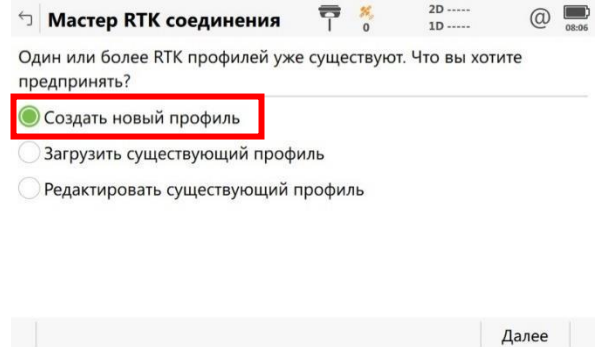 Мастер RTK соединения
0
2D -----
1D -----
@
08:06
Один или более RTK профилей уже существуют. Что вы хотите
предпринять?
Создать новый профиль
Загрузить существующий профиль
Редактировать существующий профиль
Далее